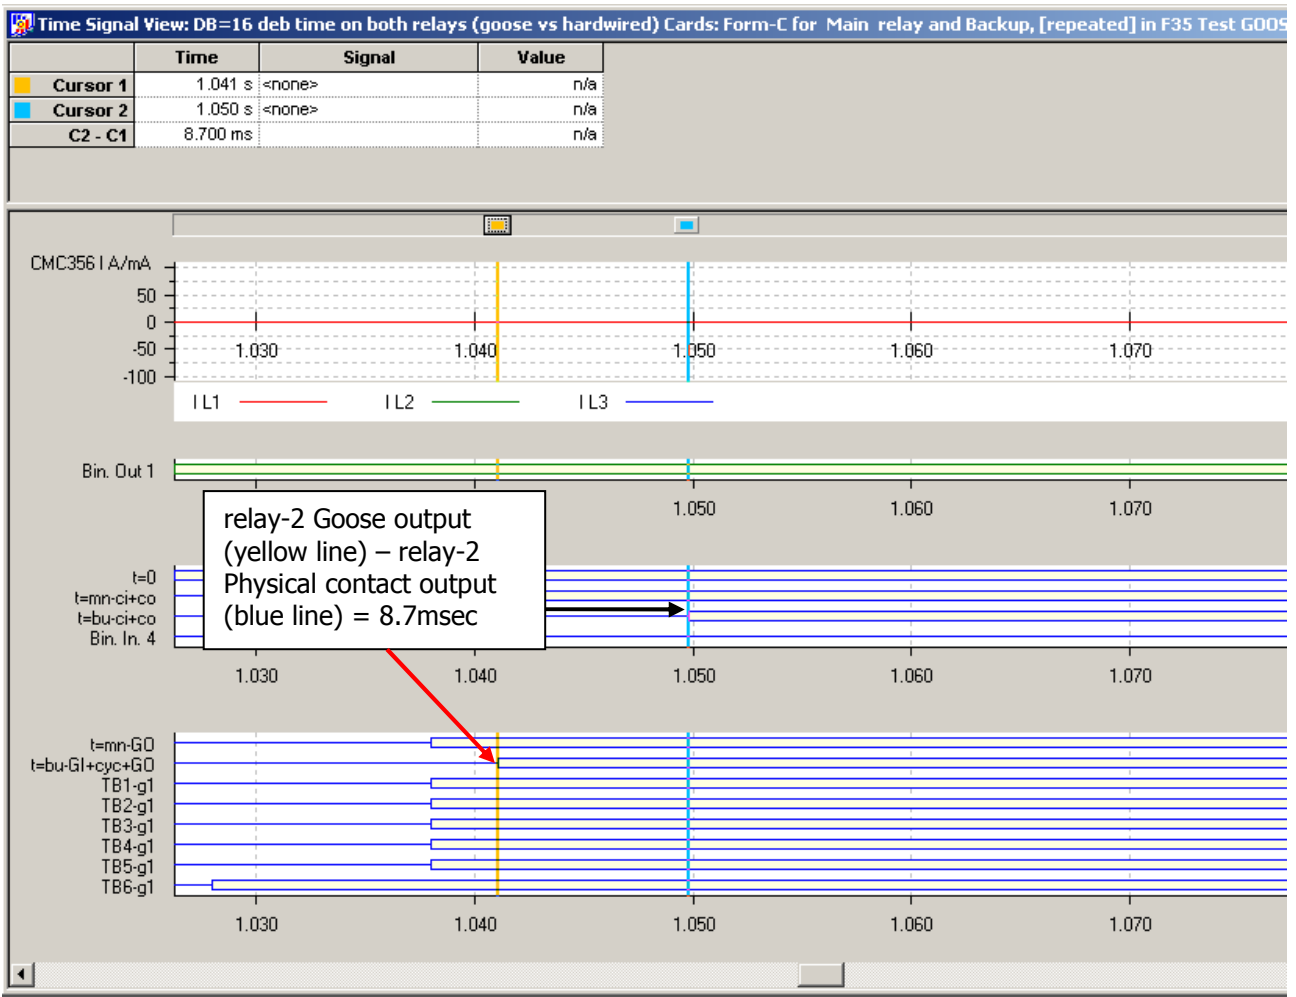 Time Signal View: DB=16 deb time on both relays (goose vs hardwired) Cards: Form-C for Main relay and Backup, [repeated] in F35 Test GOOS
Time Signal Value
Cursor 1 1.041 s <none> n/a
Cursor 2 1.050 s <none> n/a
C2 - C1 8.700 ms n/a
CMC356 I A/mA
50
0
-50
-100
1.030 1.040 1.050 1.060 1.070
I L1 I L2 I L3
Bin. Out 1
1.050 1.060 1.070
relay-2 Goose output
(yellow line) – relay-2
Physical contact output
(blue line) = 8.7msec
t=0
t=mn-ci+co
t=bu-ci+co
Bin. In. 4
1.030 1.040 1.050 1.060 1.070
t=mn-GO
t=bu-GI+cyc+GO
TB1-g1
TB2-g1
TB3-g1
TB4-g1
TB5-g1
TB6-g1
1.030 1.040 1.050 1.060 1.070